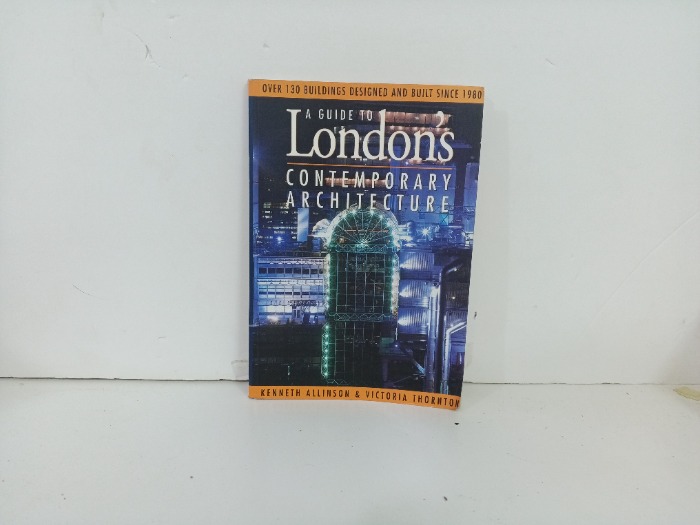 OVER 130 BUILDINGS DESIGNED AND BUILT SINCE 1980
A GUIDE TO
London's
CONTEMPORARY
ARCHITECTURE
KENNETH ALLINSON & VICTORIA THORNTON